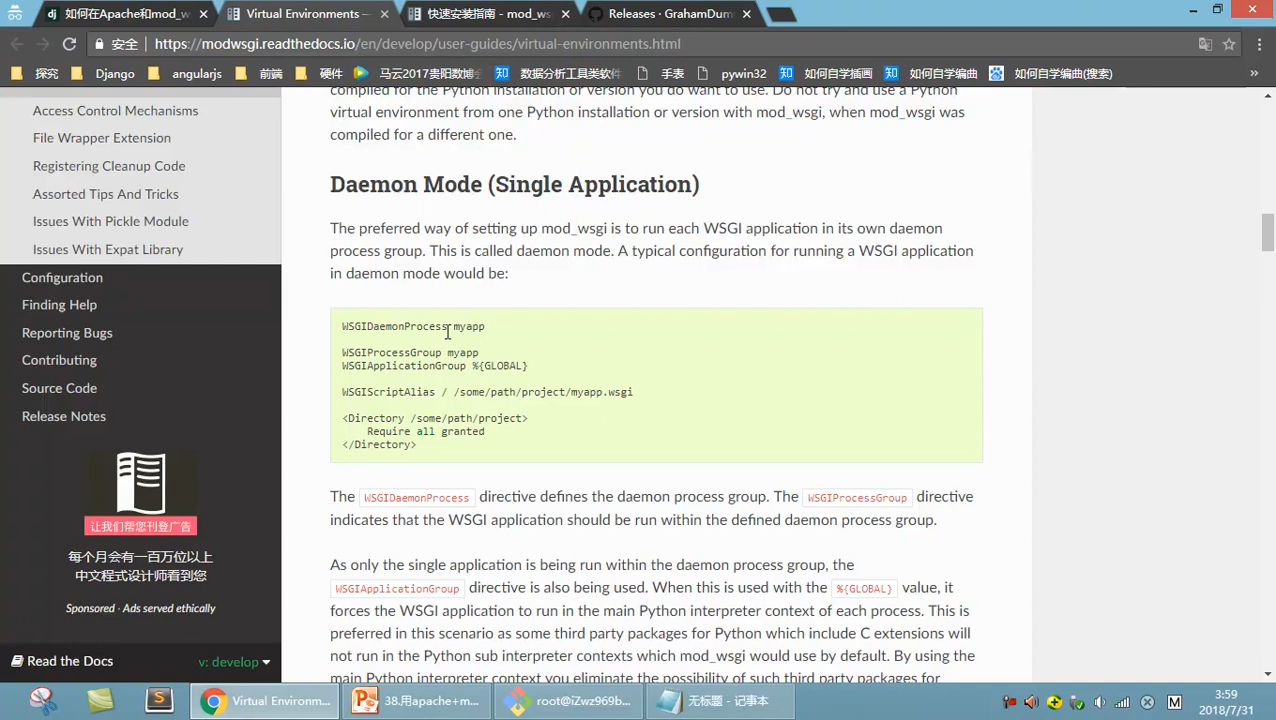 如何在Apache和mod_w
Virtual Environments —
快速安装指南 - mod_ws
Releases · GrahamDum
安全 https://modwsgi.readthedocs.io/en/develop/user-guides/virtual-environments.html
探究 Django angularjs 前端 硬件 马云2017贵阳数博会 数据分析工具类软件 手表 pywin32 如何自学插画 如何自学编曲 如何自学编曲(搜索) »
Access Control Mechanisms
File Wrapper Extension
Registering Cleanup Code
Assorted Tips And Tricks
Issues With Pickle Module
Issues With Expat Library
Configuration
Finding Help
Reporting Bugs
Contributing
Source Code
Release Notes
让我们帮您刊登广告
每个月会有一百万位以上
中文程式设计师看到您
Sponsored · Ads served ethically
Read the Docs v: develop
compiled for the Python installation or version you do want to use. Do not try and use a Python
virtual environment from one Python installation or version with mod_wsgi, when mod_wsgi was
compiled for a different one.
Daemon Mode (Single Application)
The preferred way of setting up mod_wsgi is to run each WSGI application in its own daemon
process group. This is called daemon mode. A typical configuration for running a WSGI application
in daemon mode would be:
WSGIDaemonProcess myapp
WSGIProcessGroup myapp
WSGIApplicationGroup %{GLOBAL}
WSGIScriptAlias / /some/path/project/myapp.wsgi
<Directory /some/path/project>
Require all granted
</Directory>
The WSGIDaemonProcess directive defines the daemon process group. The WSGIProcessGroup directive
indicates that the WSGI application should be run within the defined daemon process group.
As only the single application is being run within the daemon process group, the
WSGIApplicationGroup directive is also being used. When this is used with the %{GLOBAL} value, it
forces the WSGI application to run in the main Python interpreter context of each process. This is
preferred in this scenario as some third party packages for Python which include C extensions will
not run in the Python sub interpreter contexts which mod_wsgi would use by default. By using the
main Python interpreter context you eliminate the possibility of such third party packages for
Virtual Environm...
38.用apache+m...
root@iZwz969b...
无标题 - 记事本
M
3:59
2018/7/31